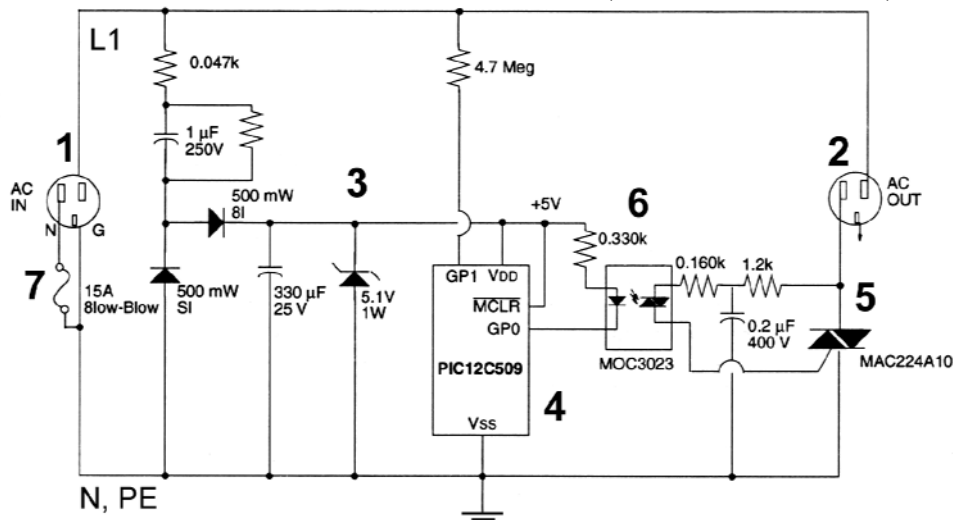 L1
0.047k
4.7 Meg
1
1 µF
250V
2
AC
IN
500 mW
8I
3
+5V
6
AC
OUT
N
G
0.330k
7
15A
8low-Blow
500 mW
SI
330 µF
25 V
5.1V
1W
GP1
VDD
MCLR
GP0
PIC12C509
VSS
4
MOC3023
0.160k
1.2k
0.2 µF
400 V
5
MAC224A10
N, PE